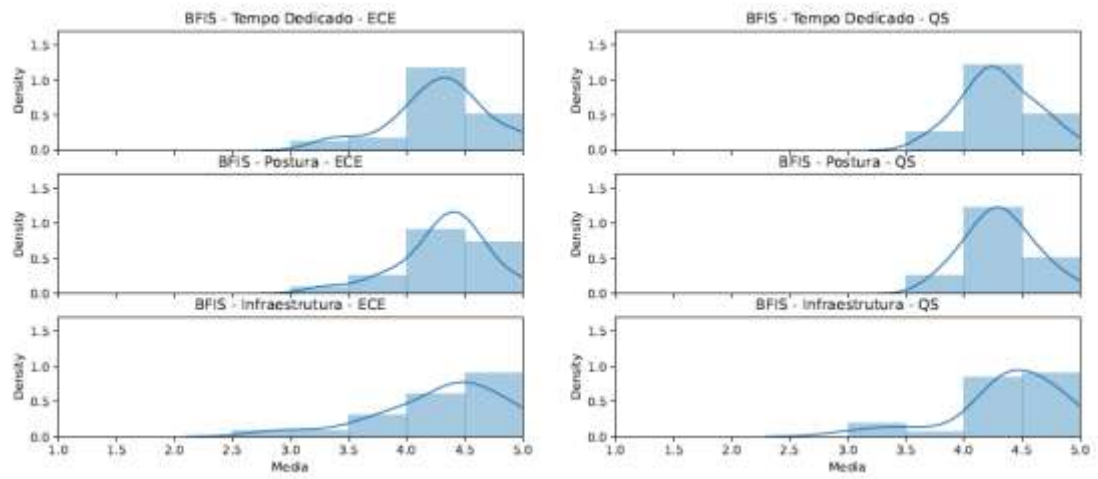 BFIS - Tempo Dedicado - ECE
1.5
1.0
0.5
0.0
Density
BFIS - Tempo Dedicado - QS
1.5
1.0
0.5
0.0
Density
BFIS - Postura - ECE
1.5
1.0
0.5
0.0
Density
BFIS - Postura - QS
1.5
1.0
0.5
0.0
Density
BFIS - Infraestrutura - ECE
1.5
1.0
0.5
0.0
Density
1.0 1.5 2.0 2.5 3.0 3.5 4.0 4.5 5.0
Media
BFIS - Infraestrutura - QS
1.5
1.0
0.5
0.0
Density
1.0 1.5 2.0 2.5 3.0 3.5 4.0 4.5 5.0
Media